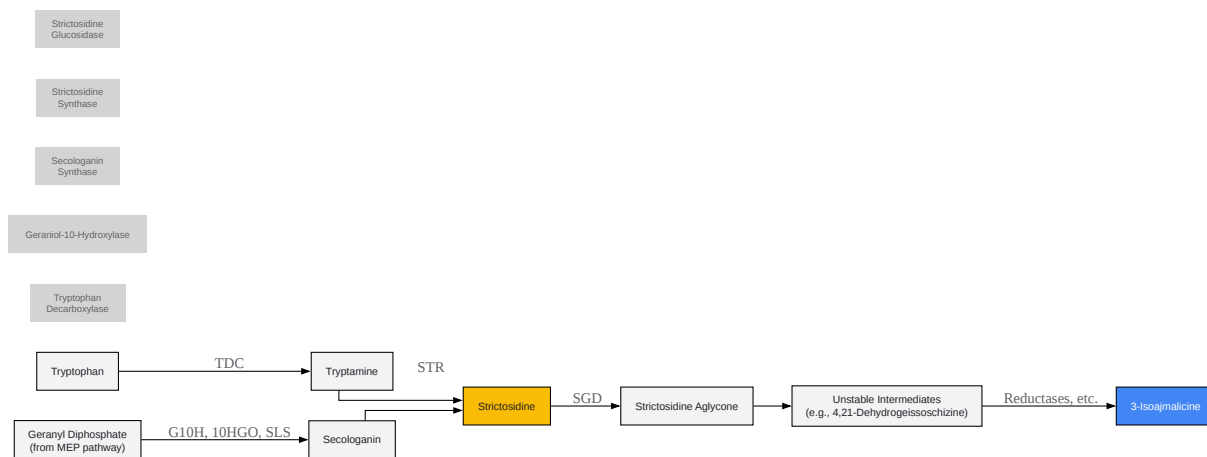 Strictosidine
Glucosidase
Strictosidine
Synthase
Secologanin
Synthase
Geraniol-10-Hydroxylase
Tryptophan
Decarboxylase
Tryptophan
TDC
Tryptamine
STR
Strictosidine
SGD
Strictosidine Aglycone
Unstable Intermediates
(e.g., 4,21-Dehydrogeissoschizine)
Reductases, etc.
3-Isoajmalicine
Geranyl Diphosphate
(from MEP pathway)
G10H, 10HGO, SLS
Secologanin